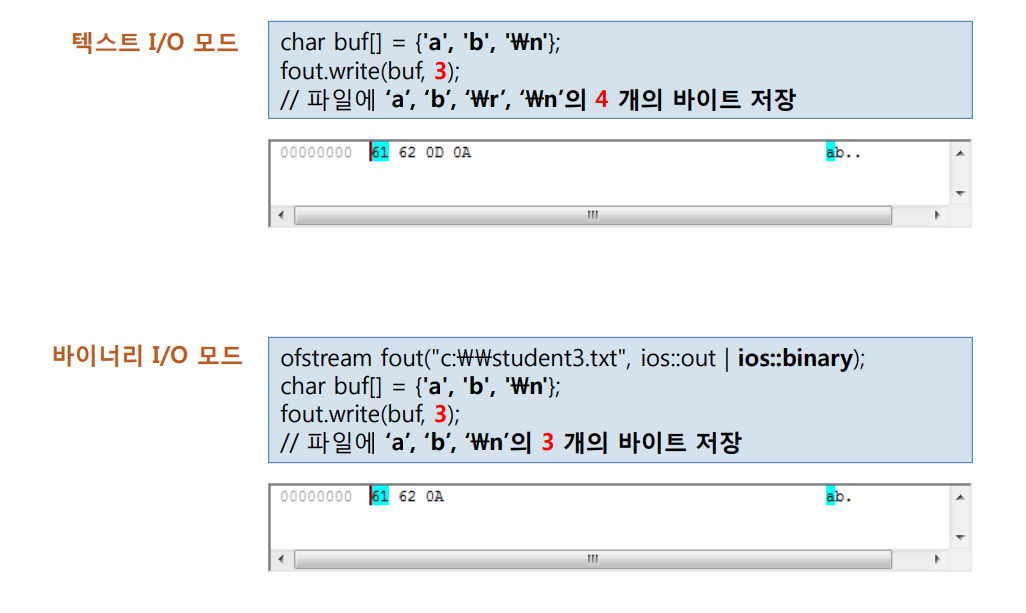 텍스트 I/O 모드
char buf[] = {'a', 'b', '₩n'};
fout.write(buf, 3);
// 파일에 ‘a’, ‘b’, ‘₩r’, ‘₩n’의 4 개의 바이트 저장
00000000 61 62 0D 0A ab..
바이너리 I/O 모드
ofstream fout("c:₩₩student3.txt", ios::out | ios::binary);
char buf[] = {'a', 'b', '₩n'};
fout.write(buf, 3);
// 파일에 ‘a’, ‘b’, ‘₩n’의 3 개의 바이트 저장
00000000 61 62 0A ab.